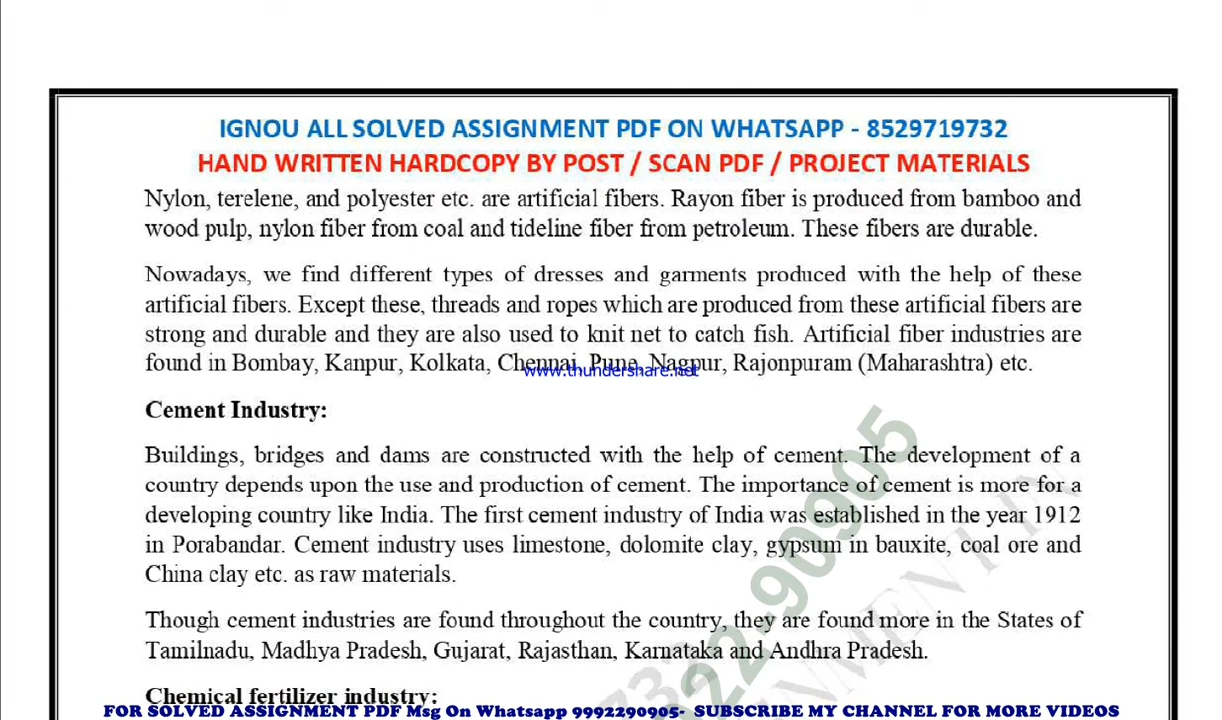 IGNOU ALL SOLVED ASSIGNMENT PDF ON WHATSAPP - 8529719732
HAND WRITTEN HARDCOPY BY POST / SCAN PDF / PROJECT MATERIALS
Nylon, terelene, and polyester etc. are artificial fibers. Rayon fiber is produced from bamboo and
wood pulp, nylon fiber from coal and tideline fiber from petroleum. These fibers are durable.
Nowadays, we find different types of dresses and garments produced with the help of these
artificial fibers. Except these, threads and ropes which are produced from these artificial fibers are
strong and durable and they are also used to knit net to catch fish. Artificial fiber industries are
found in Bombay, Kanpur, Kolkata, Chennai, Pune, Nagpur, Rajonpuram (Maharashtra) etc.
www.thundershare.net
Cement Industry:
Buildings, bridges and dams are constructed with the help of cement. The development of a
country depends upon the use and production of cement. The importance of cement is more for a
developing country like India. The first cement industry of India was established in the year 1912
in Porabandar. Cement industry uses limestone, dolomite clay, gypsum in bauxite, coal ore and
China clay etc. as raw materials.
Though cement industries are found throughout the country, they are found more in the States of
Tamilnadu, Madhya Pradesh, Gujarat, Rajasthan, Karnataka and Andhra Pradesh.
Chemical fertilizer industry:
FOR SOLVED ASSIGNMENT PDF Msg On Whatsapp 9992290905- SUBSCRIBE MY CHANNEL FOR MORE VIDEOS